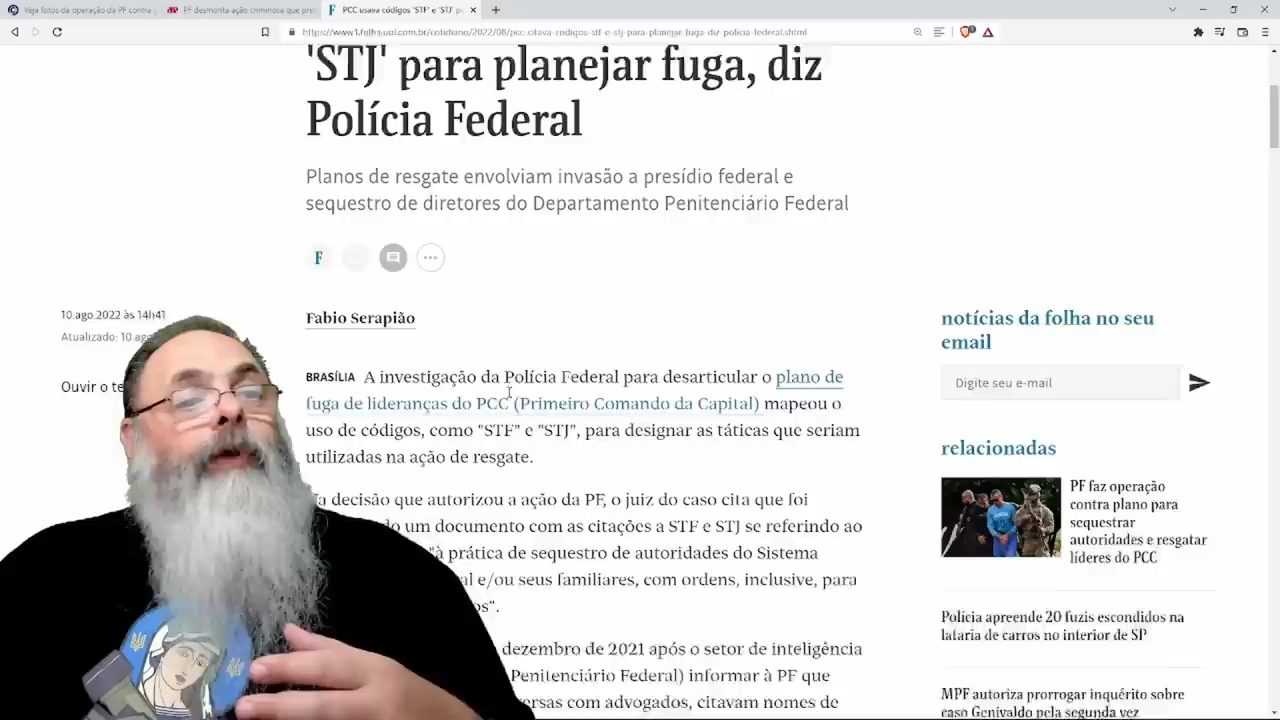 Veja fotos da operação da PF contra
PF desmonta ação criminosa que pre
PCC usava códigos 'STF' e 'STJ' pa
https://www1.folha.uol.com.br/cotidiano/2022/08/pcc-citava-codigos-stf-e-stj-para-planejar-fuga-diz-policia-federal.shtml
'STJ' para planejar fuga, diz
Polícia Federal
Planos de resgate envolviam invasão a presídio federal e
sequestro de diretores do Departamento Penitenciário Federal
F
10.ago.2022 às 14h41
Atualizado: 10.ago
Ouvir o te
Fabio Serapião
BRASÍLIA A investigação da Polícia Federal para desarticular o plano de
fuga de lideranças do PCC (Primeiro Comando da Capital) mapeou o
uso de códigos, como "STF" e "STJ", para designar as táticas que seriam
utilizadas na ação de resgate.
a decisão que autorizou a ação da PF, o juiz do caso cita que foi
do um documento com as citações a STF e STJ se referindo ao
"à prática de sequestro de autoridades do Sistema
al e/ou seus familiares, com ordens, inclusive, para
os".
dezembro de 2021 após o setor de inteligência
Penitenciário Federal) informar à PF que
ersas com advogados, citavam nomes de
notícias da folha no seu
email
Digite seu e-mail
relacionadas
PF faz operação
contra plano para
sequestrar
autoridades e resgatar
líderes do PCC
Polícia apreende 20 fuzis escondidos na
lataria de carros no interior de SP
MPF autoriza prorrogar inquérito sobre
caso Genivaldo pela segunda vez